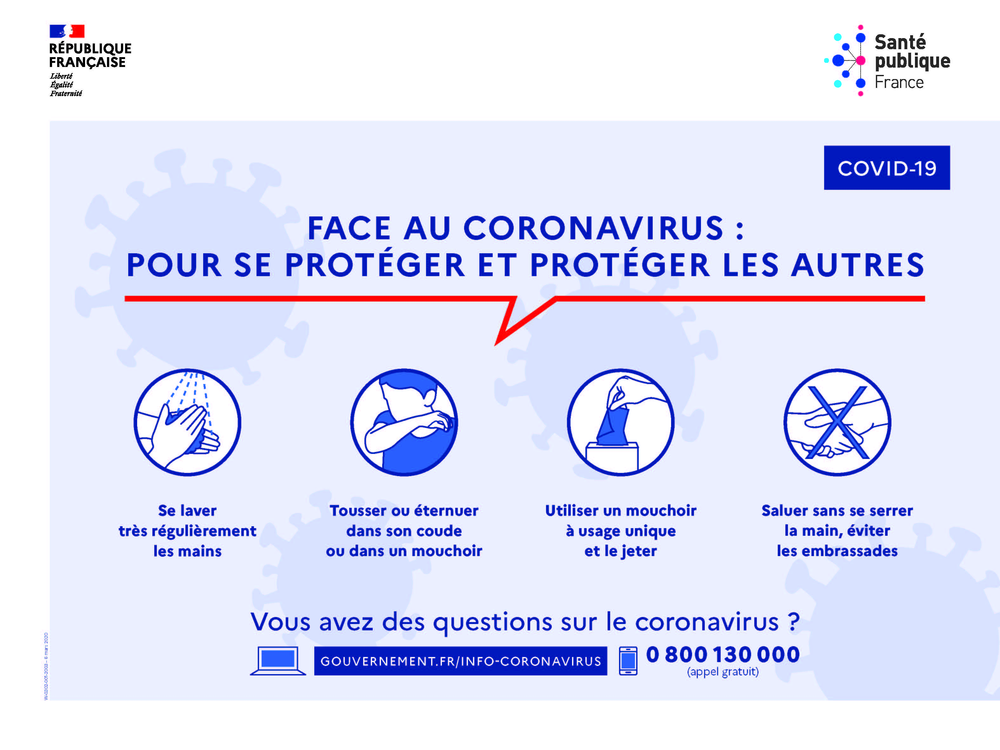 RÉPUBLIQUE
FRANÇAISE
Liberté
Égalité
Fraternité
Santé
publique
France
COVID-19
FACE AU CORONAVIRUS :
POUR SE PROTÉGER ET PROTÉGER LES AUTRES
Se laver
très régulièrement
les mains
Tousser ou éternuer
dans son coude
ou dans un mouchoir
Utiliser un mouchoir
à usage unique
et le jeter
Saluer sans se serrer
la main, éviter
les embrassades
Vous avez des questions sur le coronavirus ?
GOUVERNEMENT.FR/INFO-CORONAVIRUS
0 800 130 000
(appel gratuit)
W-0302-001-2003 – 6 mars 2020